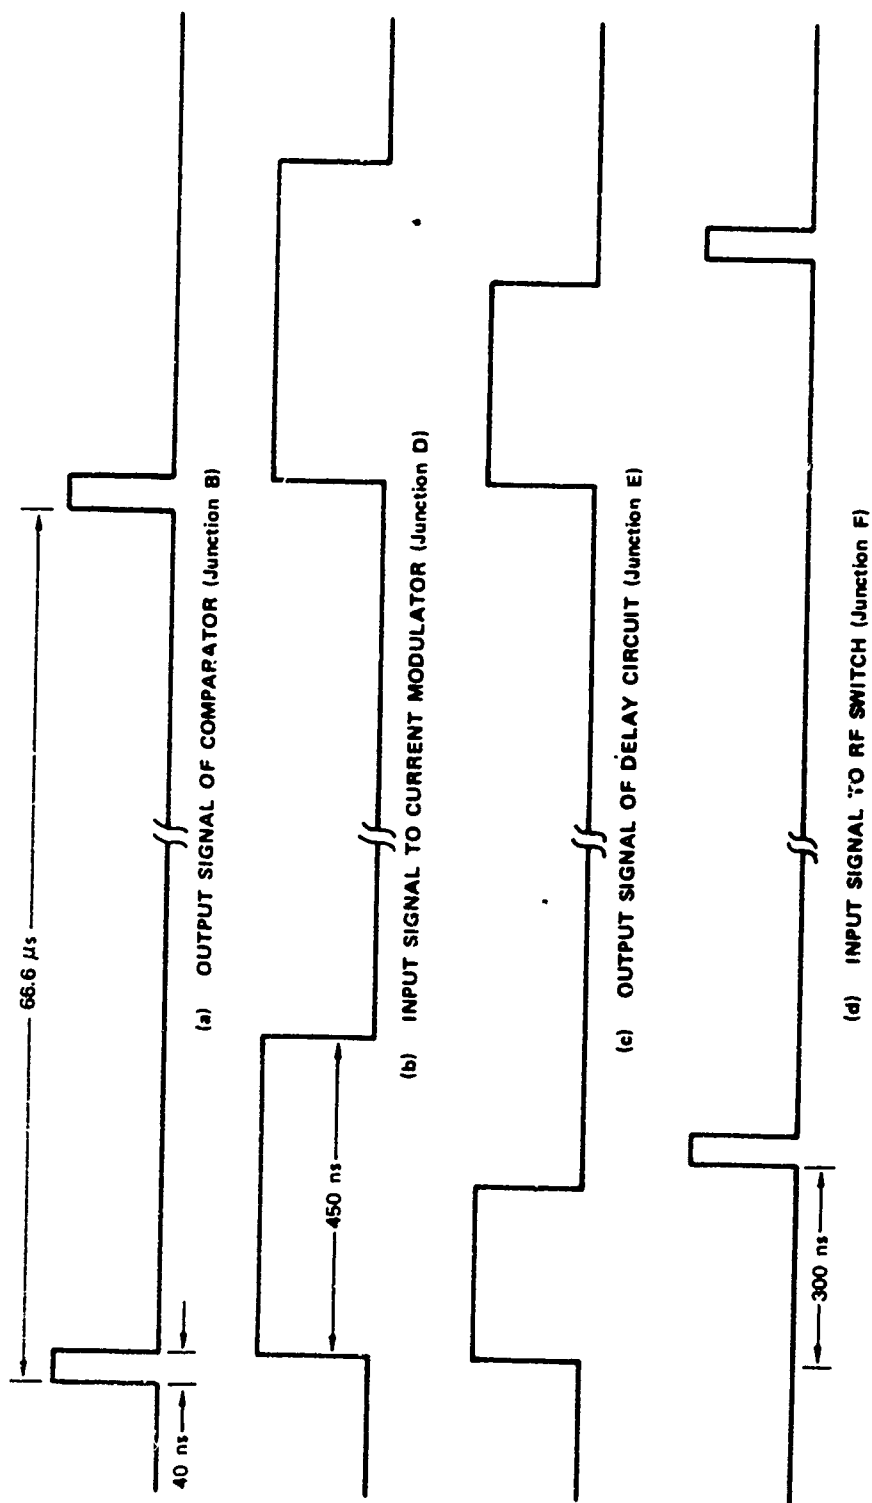 66.6 μs
40 ns
(a) OUTPUT SIGNAL OF COMPARATOR (Junction B)
450 ns
(b) INPUT SIGNAL TO CURRENT MODULATOR (Junction D)
(c) OUTPUT SIGNAL OF DELAY CIRCUIT (Junction E)
300 ns
(d) INPUT SIGNAL TO RF SWITCH (Junction F)